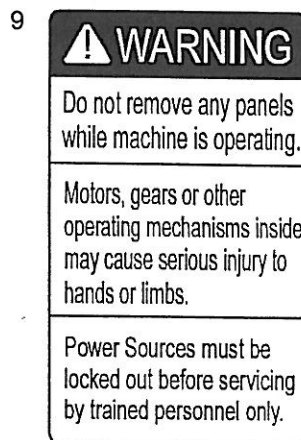 9
WARNING
Do not remove any panels
while machine is operating.
Motors, gears or other
operating mechanisms inside
may cause serious injury to
hands or limbs.
Power Sources must be
locked out before servicing
by trained personnel only.